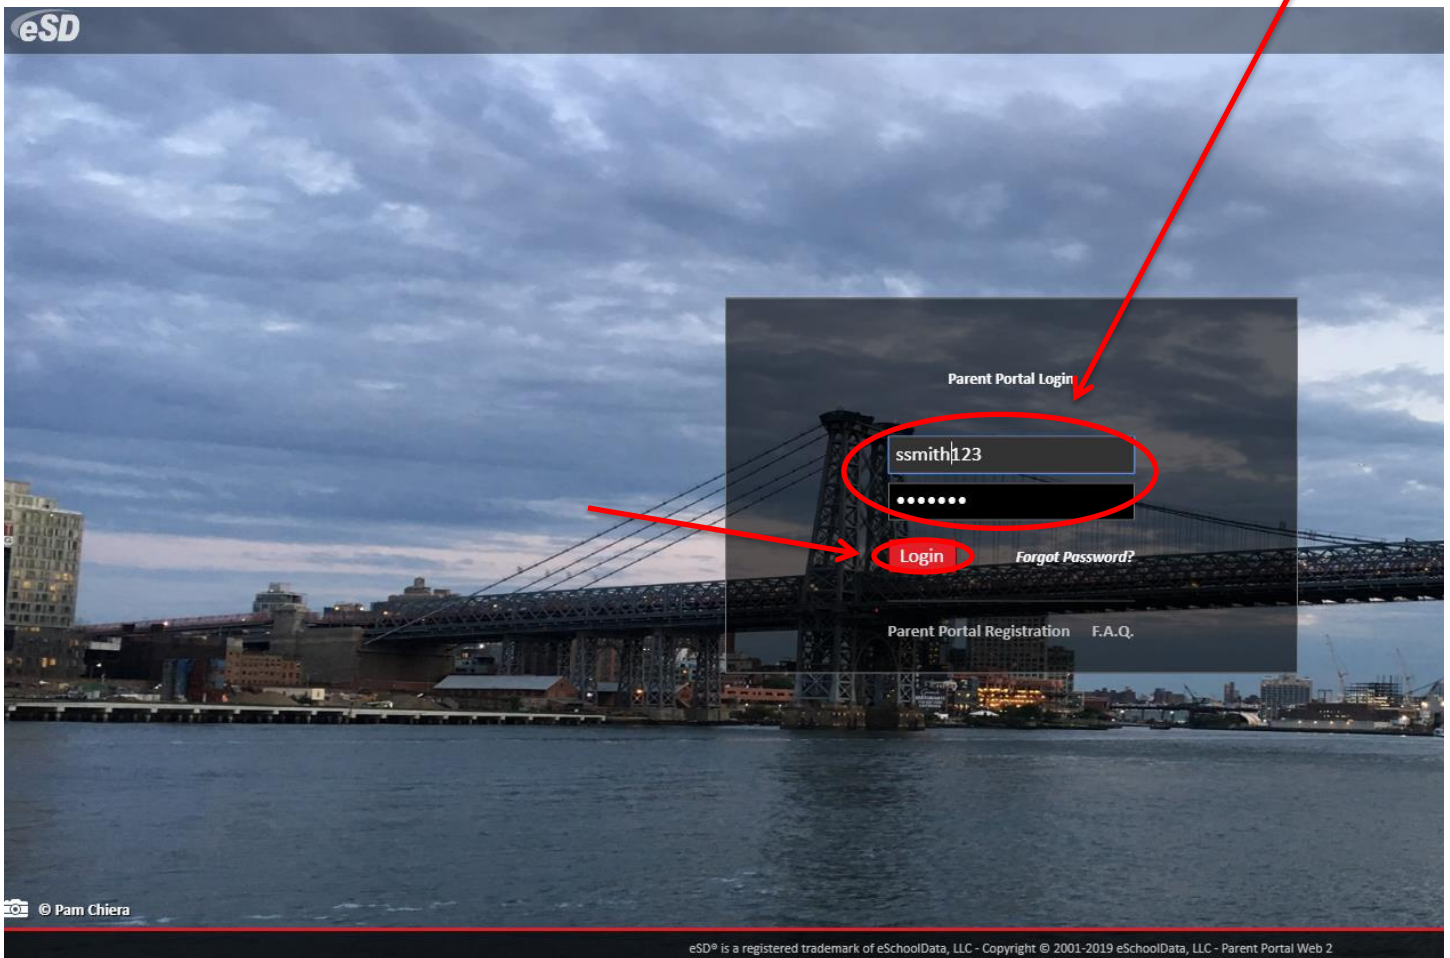 eSD
Parent Portal Login
ssmith123
•••••••
Login Forgot Password?
Parent Portal Registration F.A.Q.
© Pam Chiera
eSD® is a registered trademark of eSchoolData, LLC - Copyright © 2001-2019 eSchoolData, LLC - Parent Portal Web 2